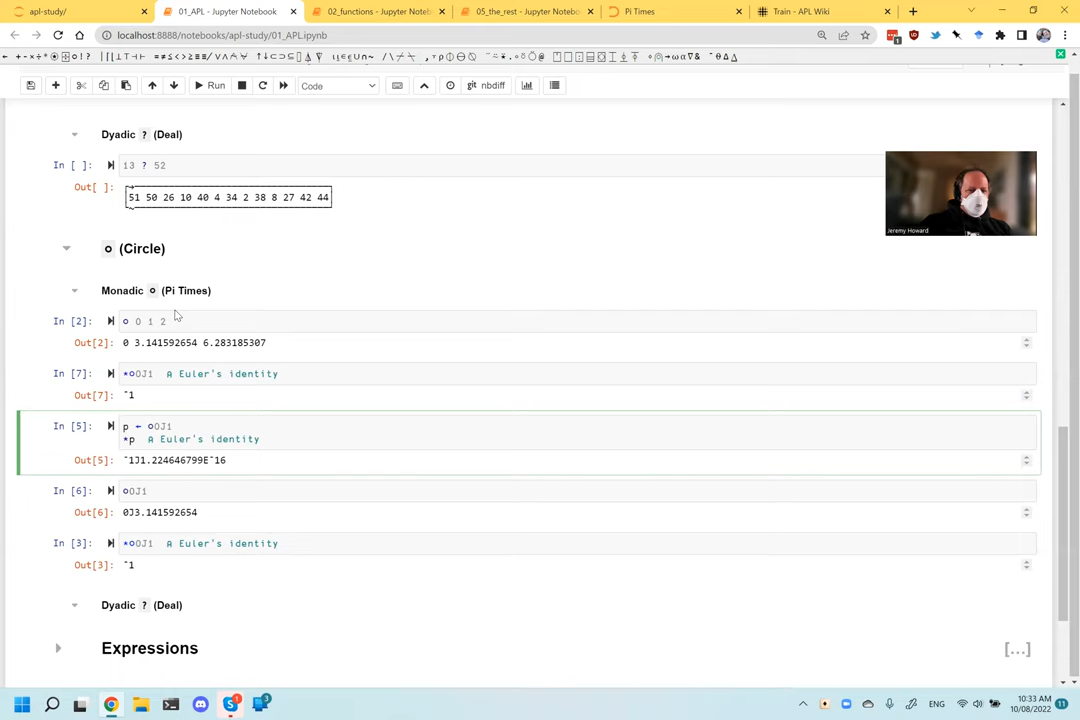 apl-study/
01_APL - Jupyter Notebook
02_functions - Jupyter Notebo
05_the_rest - Jupyter Notebo
Pi Times
Train - APL Wiki
localhost:8888/notebooks/apl-study/01_APL.ipynb
Run
Code
git nbdiff
Dyadic ? (Deal)
In [ ]:
13 ? 52
Out[ ]:
51 50 26 10 40 4 34 2 38 8 27 42 44
Jeremy Howard
○ (Circle)
Monadic ○ (Pi Times)
In [2]:
○ 0 1 2
Out[2]:
0 3.141592654 6.283185307
In [7]:
*○0J1 ⍝ Euler's identity
Out[7]:
¯1
In [5]:
p ← ○0J1
*p ⍝ Euler's identity
Out[5]:
¯1J1.224646799E¯16
In [6]:
○0J1
Out[6]:
0J3.141592654
In [3]:
*○0J1 ⍝ Euler's identity
Out[3]:
¯1
Dyadic ? (Deal)
Expressions
[...]
ENG
10:33 AM
10/08/2022